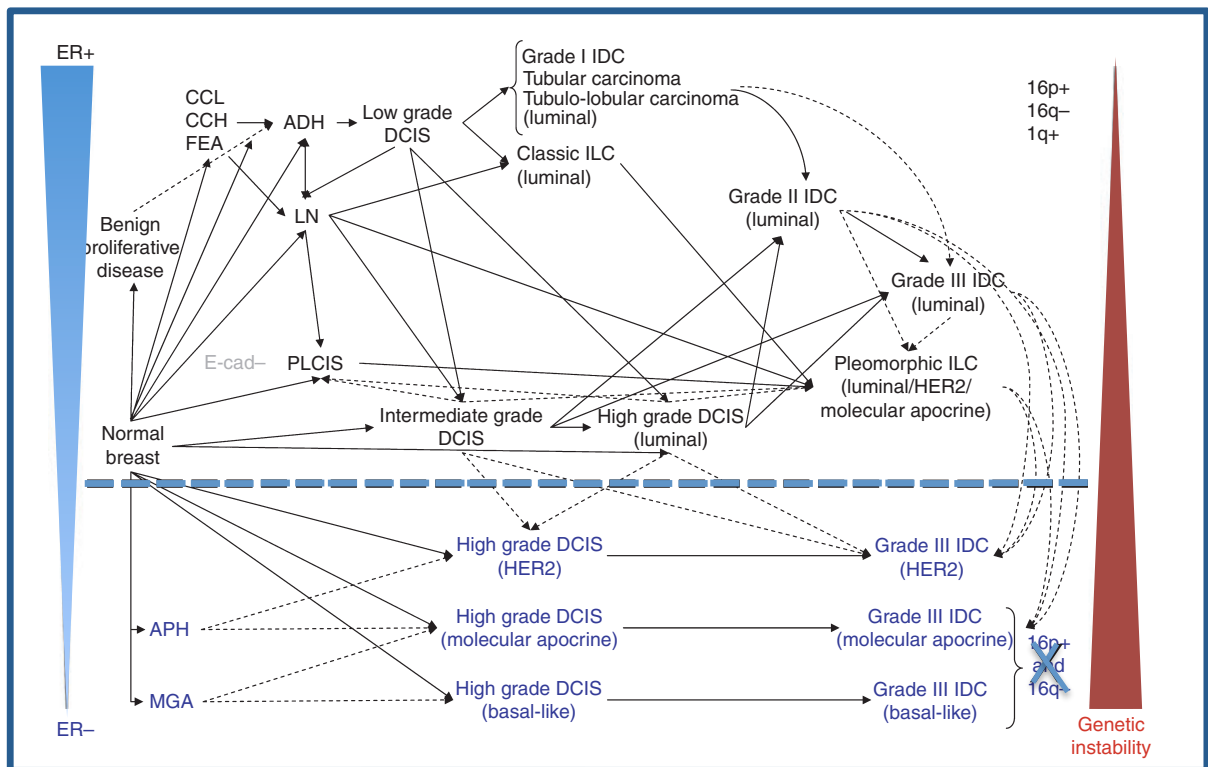 ER+
CCL
CCH
FEA
ADH
Low grade
DCIS
Grade I IDC
Tubular carcinoma
Tubulo-lobular carcinoma
(luminal)
16p+
16q–
1q+
Classic ILC
(luminal)
Grade II IDC
(luminal)
LN
Benign
proliferative
disease
Grade III IDC
(luminal)
E-cad–
PLCIS
Pleomorphic ILC
(luminal/HER2/
molecular apocrine)
Intermediate grade
DCIS
High grade DCIS
(luminal)
Normal
breast
High grade DCIS
(HER2)
Grade III IDC
(HER2)
APH
High grade DCIS
(molecular apocrine)
Grade III IDC
(molecular apocrine)
16p+
and
16q-
MGA
High grade DCIS
(basal-like)
Grade III IDC
(basal-like)
ER–
Genetic
instability